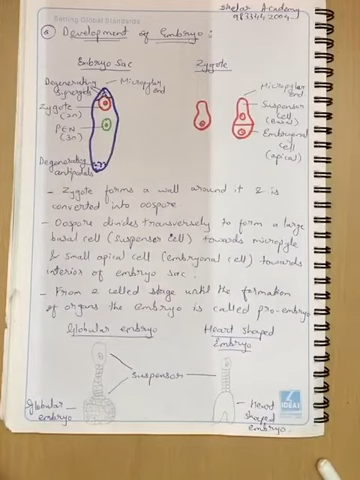 Setting Global Standards
Shelar Academy
9833442004
Development of Embryo :
Embryo Sac
Zygote
Degenerating synergids
Micropylar end
Zygote (2n)
PEN (3n)
Degenerating antipodals
Micropylar end
Suspensor cell (Basal)
Embryonal cell (apical)
- Zygote forms a wall around it & is
converted into oospore.
- Oospore divides transversely to form a large
basal cell (suspensor cell) towards micropyle
& small apical cell (embryonal cell) towards
interior of embryo sac.
- From 2 celled stage until the formation
of organs the embryo is called pro-embryo
Globular embryo
Heart shaped Embryo
Suspensor
Globular embryo
Heart shaped embryo.
IDEAL